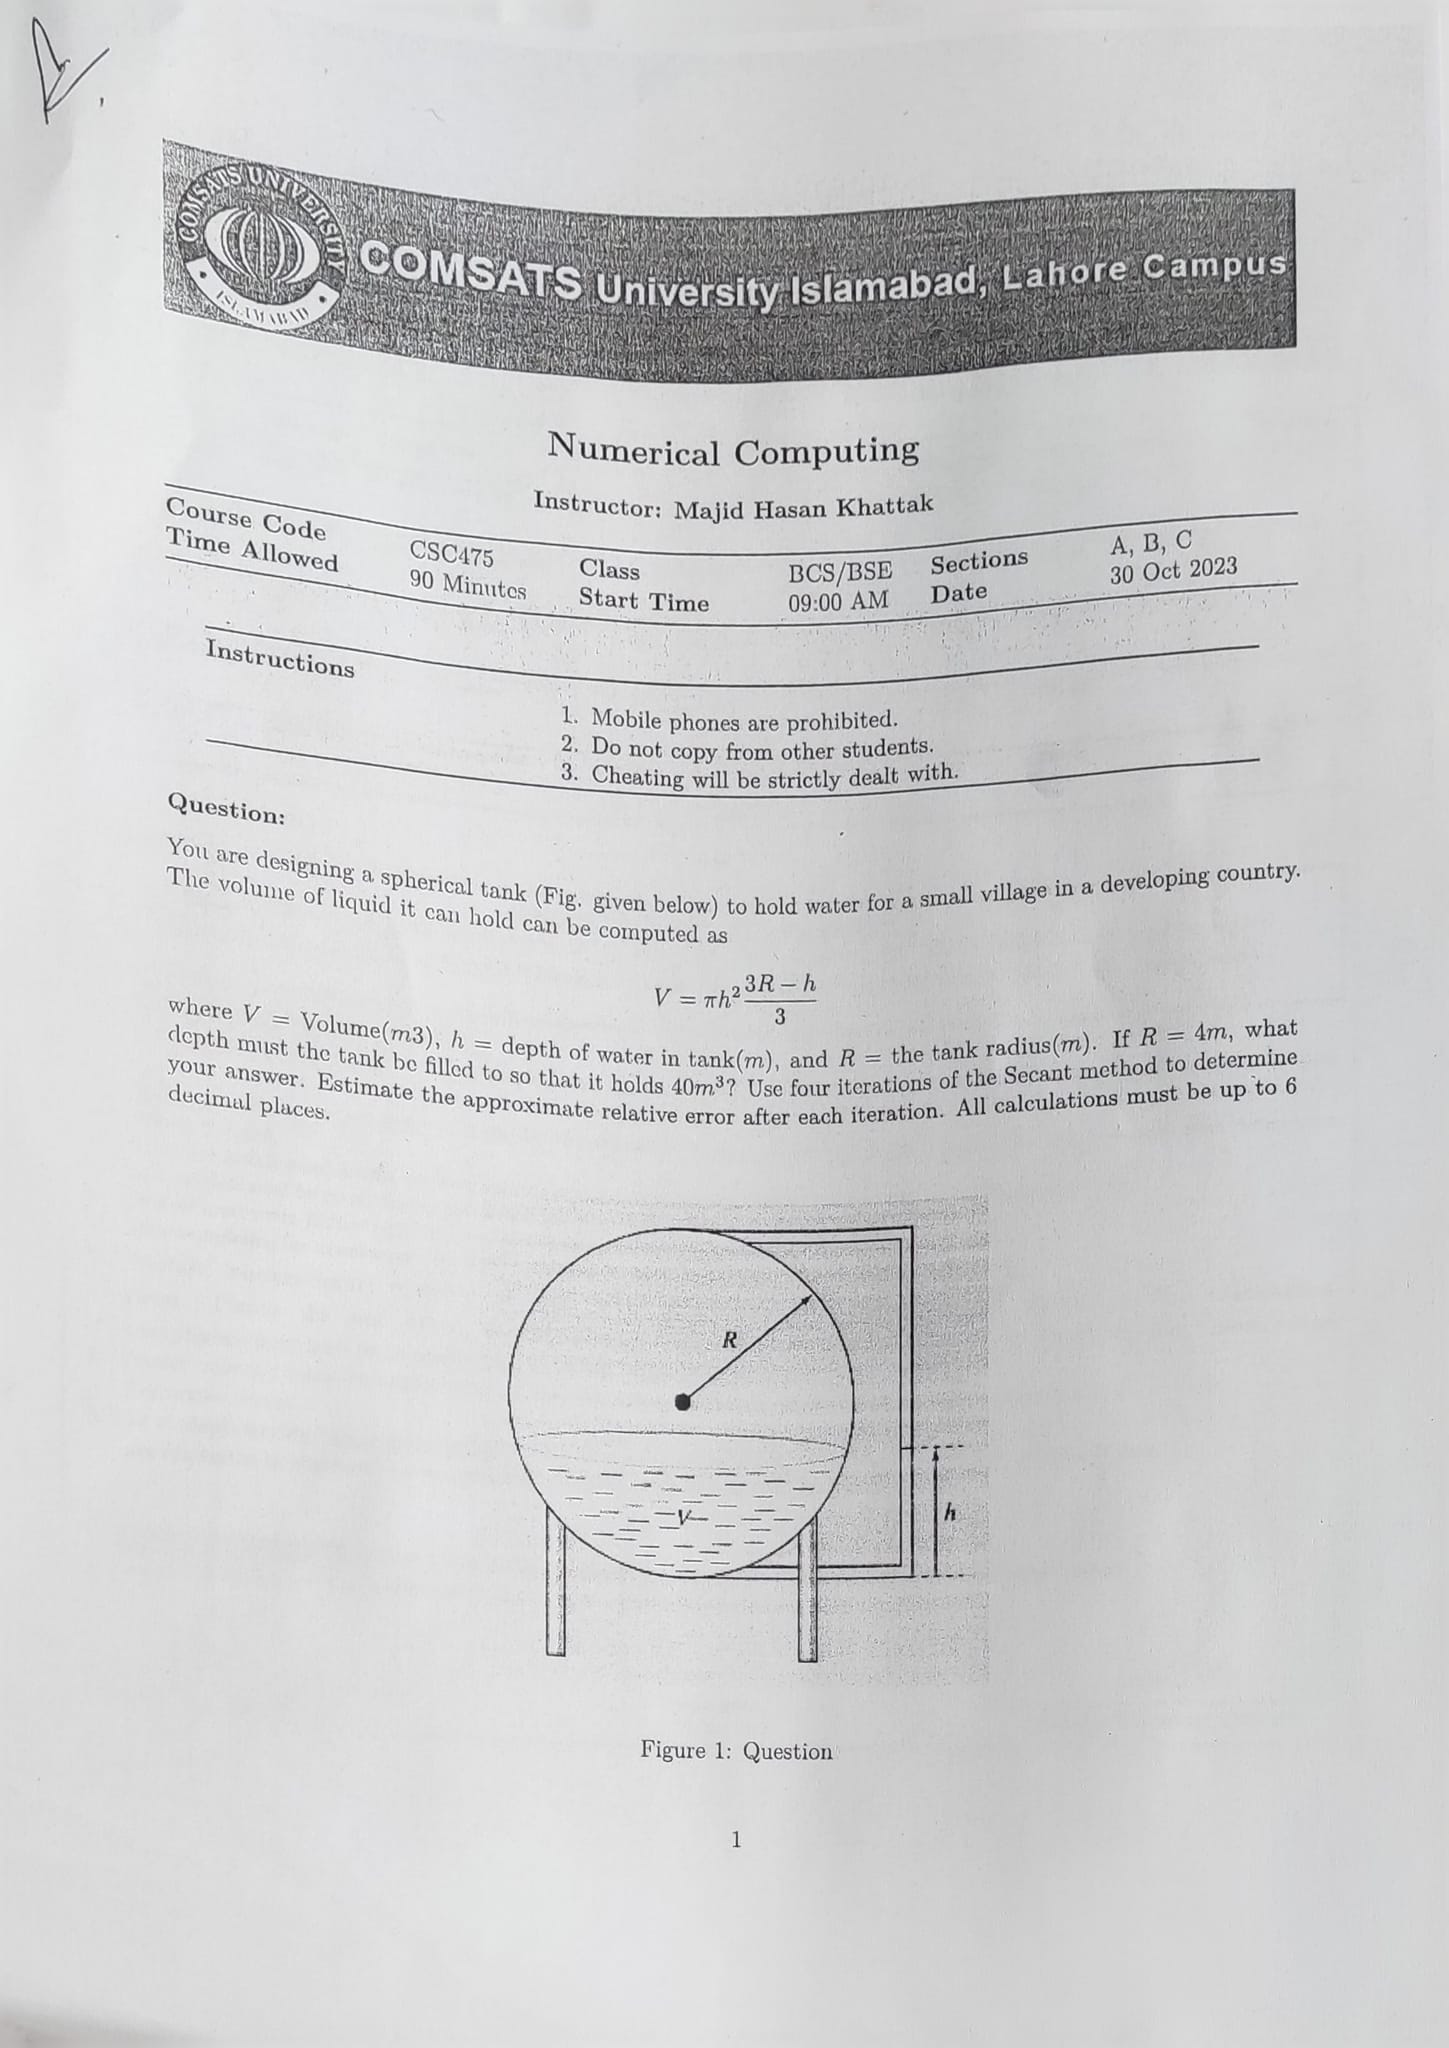 COMSATS UNIVERSITY
ISLAMABAD
COMSATS University Islamabad, Lahore Campus
Numerical Computing
Instructor: Majid Hasan Khattak
Course Code CSC475 Class BCS/BSE Sections A, B, C
Time Allowed 90 Minutes Start Time 09:00 AM Date 30 Oct 2023
Instructions
1. Mobile phones are prohibited.
2. Do not copy from other students.
3. Cheating will be strictly dealt with.
Question:
You are designing a spherical tank (Fig. given below) to hold water for a small village in a developing country.
The volume of liquid it can hold can be computed as
V = πh² (3R − h)/3
where V = Volume(m3), h = depth of water in tank(m), and R = the tank radius(m). If R = 4m, what
depth must the tank be filled to so that it holds 40m³? Use four iterations of the Secant method to determine
your answer. Estimate the approximate relative error after each iteration. All calculations must be up to 6
decimal places.
R
V
h
Figure 1: Question
1